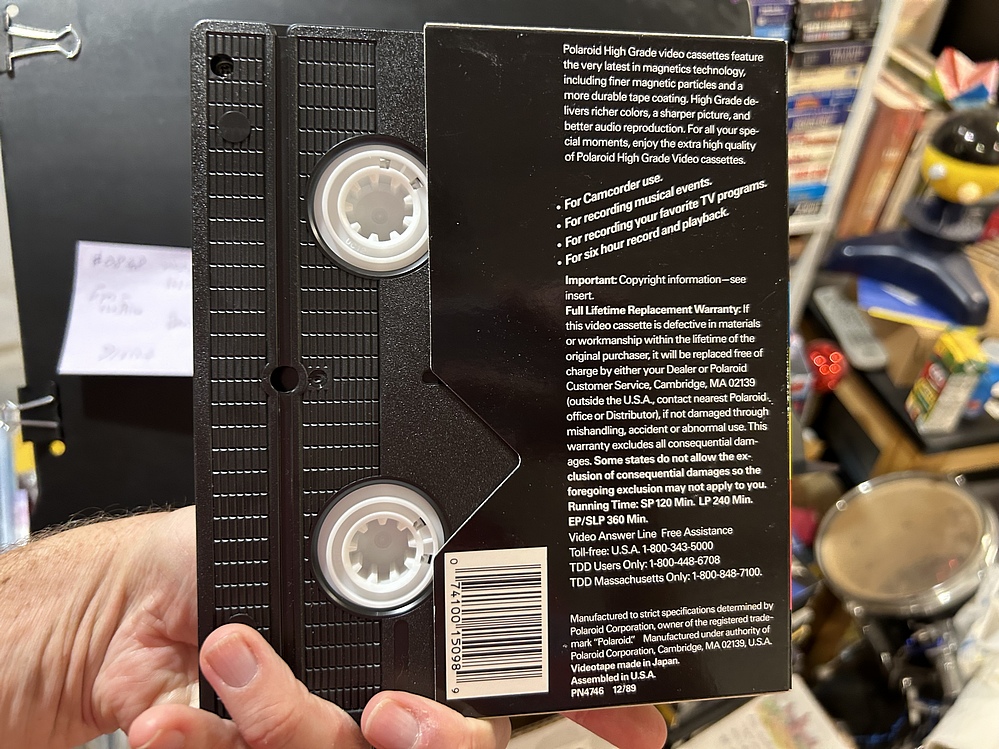 Polaroid High Grade video cassettes feature
the very latest in magnetics technology,
including finer magnetic particles and a
more durable tape coating. High Grade de-
livers richer colors, a sharper picture, and
better audio reproduction. For all your spe-
cial moments, enjoy the extra high quality
of Polaroid High Grade Video cassettes.
• For Camcorder use.
• For recording musical events.
• For recording your favorite TV programs.
• For six hour record and playback.
Important: Copyright information—see
insert.
Full Lifetime Replacement Warranty: If
this video cassette is defective in materials
or workmanship within the lifetime of the
original purchaser, it will be replaced free of
charge by either your Dealer or Polaroid
Customer Service, Cambridge, MA 02139
(outside the U.S.A., contact nearest Polaroid
office or Distributor), if not damaged through
mishandling, accident or abnormal use. This
warranty excludes all consequential dam-
ages. Some states do not allow the ex-
clusion of consequential damages so the
foregoing exclusion may not apply to you.
Running Time: SP 120 Min. LP 240 Min.
EP/SLP 360 Min.
Video Answer Line Free Assistance
Toll-free: U.S.A. 1-800-343-5000
TDD Users Only: 1-800-448-6708
TDD Massachusetts Only: 1-800-848-7100.
Manufactured to strict specifications determined by
Polaroid Corporation, owner of the registered trade-
mark "Polaroid." Manufactured under authority of
Polaroid Corporation, Cambridge, MA 02139, U.S.A.
Videotape made in Japan.
Assembled in U.S.A.
PN4746 12/89
0 74100 15098 9